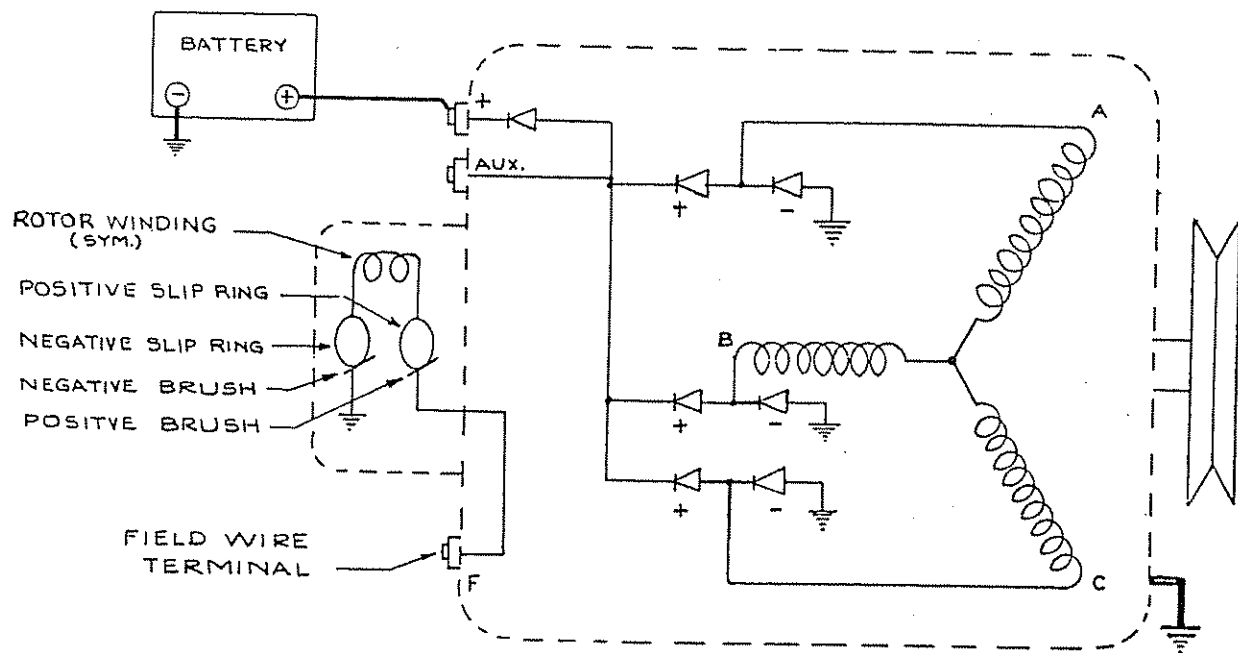 BATTERY
-
+
+
AUX.
A
+
-
ROTOR WINDING
(SYM.)
POSITIVE SLIP RING
NEGATIVE SLIP RING
NEGATIVE BRUSH
POSITVE BRUSH
B
+
-
+
-
FIELD WIRE
TERMINAL
F
C